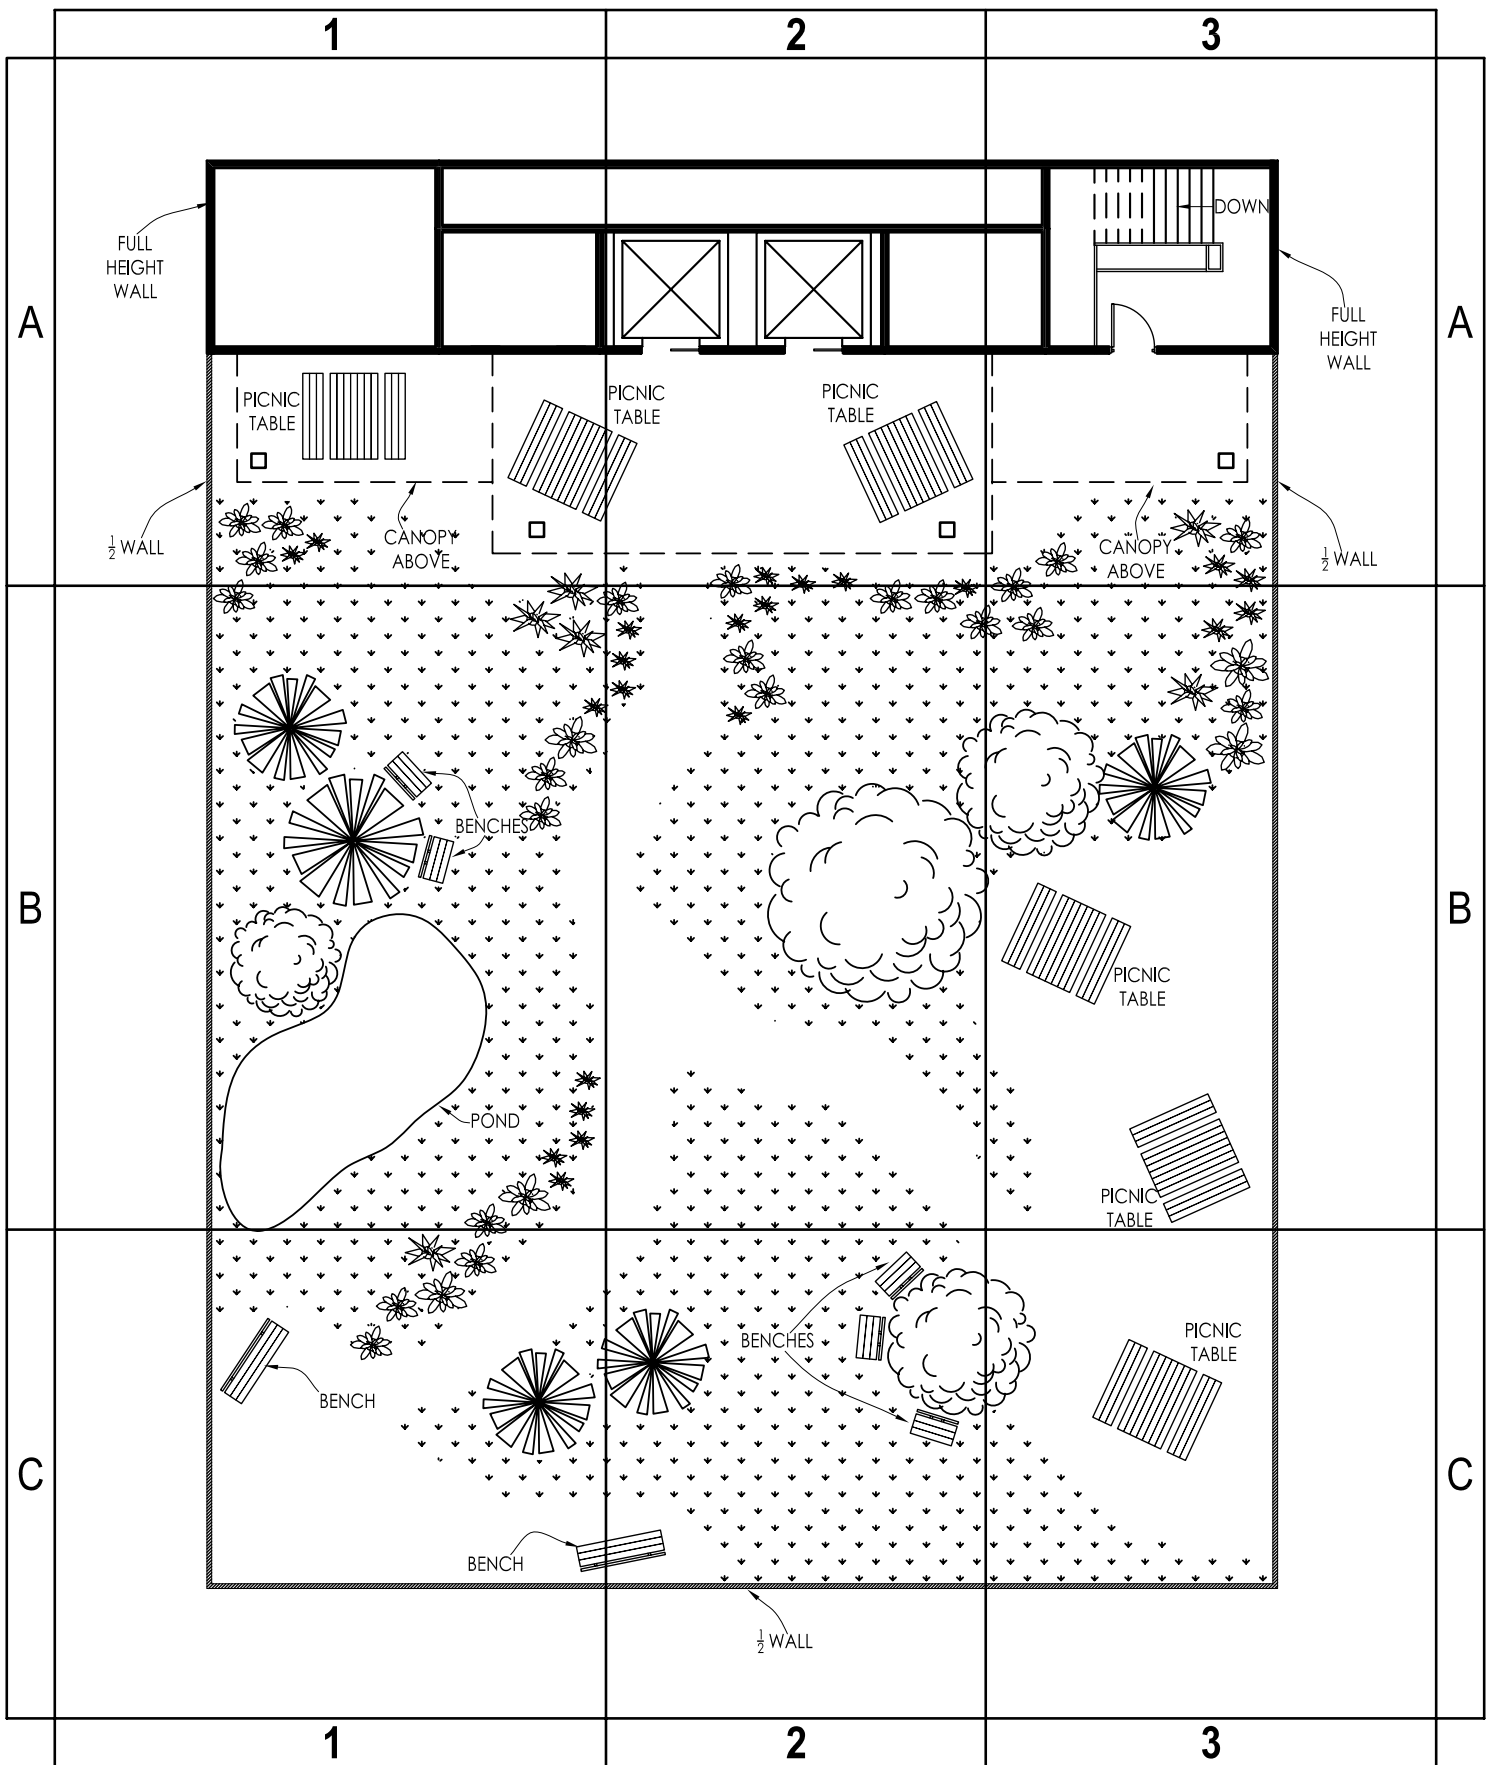 1
2
3
DOWN
FULL
HEIGHT
WALL
A
A
FULL
HEIGHT
WALL
PICNIC
TABLE
PICNIC
TABLE
PICNIC
TABLE
½ WALL
CANOPY
ABOVE
CANOPY
ABOVE
½ WALL
BENCHES
B
B
PICNIC
TABLE
POND
PICNIC
TABLE
BENCHES
PICNIC
TABLE
BENCH
C
C
BENCH
½ WALL
1
2
3